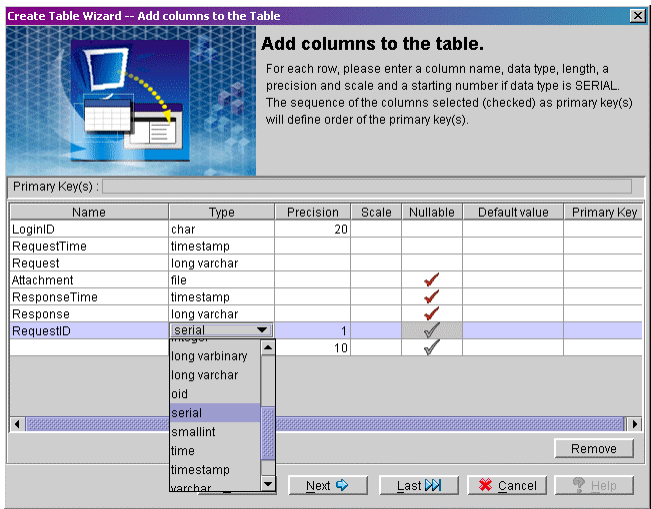 Create Table Wizard -- Add columns to the Table
Add columns to the table.
For each row, please enter a column name, data type, length, a
precision and scale and a starting number if data type is SERIAL.
The sequence of the columns selected (checked) as primary key(s)
will define order of the primary key(s).
Primary Key(s) :
Name Type Precision Scale Nullable Default value Primary Key
LoginID char 20
RequestTime timestamp
Request long varchar
Attachment file
ResponseTime timestamp
Response long varchar
RequestID serial 1
integer
10
long varbinary
long varchar
oid
serial
smallint
time
timestamp
varchar
Remove
Next Last Cancel Help